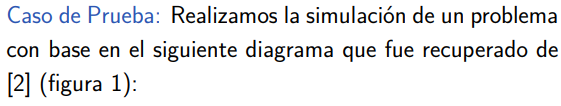 Caso de Prueba: Realizamos la simulación de un problema
con base en el siguiente diagrama que fue recuperado de
[2] (figura 1):